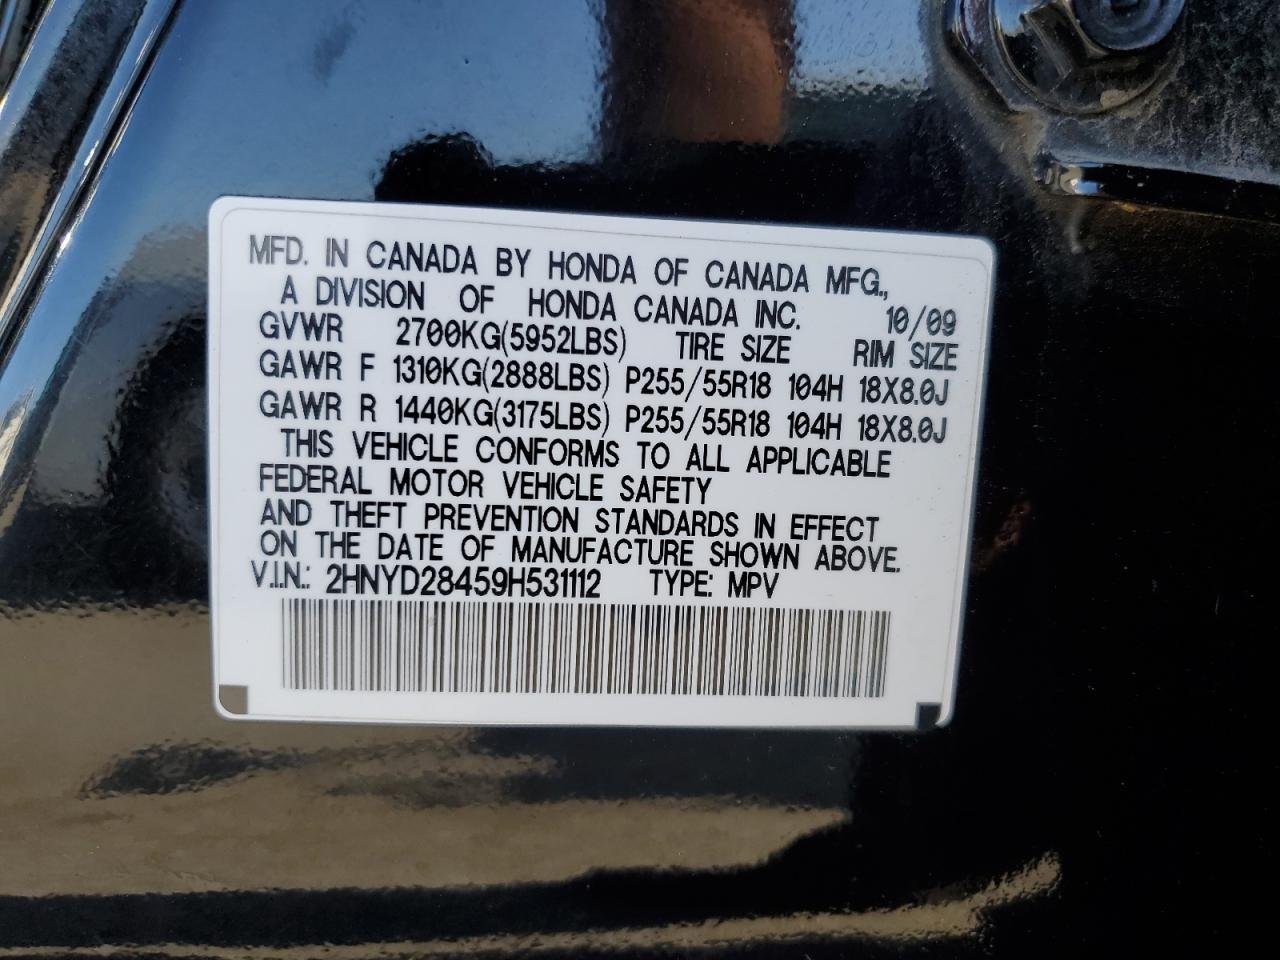 MFD. IN CANADA BY HONDA OF CANADA MFG.,
A DIVISION OF HONDA CANADA INC. 10/09
GVWR 2700KG(5952LBS) TIRE SIZE RIM SIZE
GAWR F 1310KG(2888LBS) P255/55R18 104H 18X8.0J
GAWR R 1440KG(3175LBS) P255/55R18 104H 18X8.0J
THIS VEHICLE CONFORMS TO ALL APPLICABLE
FEDERAL MOTOR VEHICLE SAFETY
AND THEFT PREVENTION STANDARDS IN EFFECT
ON THE DATE OF MANUFACTURE SHOWN ABOVE.
V.I.N.: 2HNYD28459H531112 TYPE: MPV